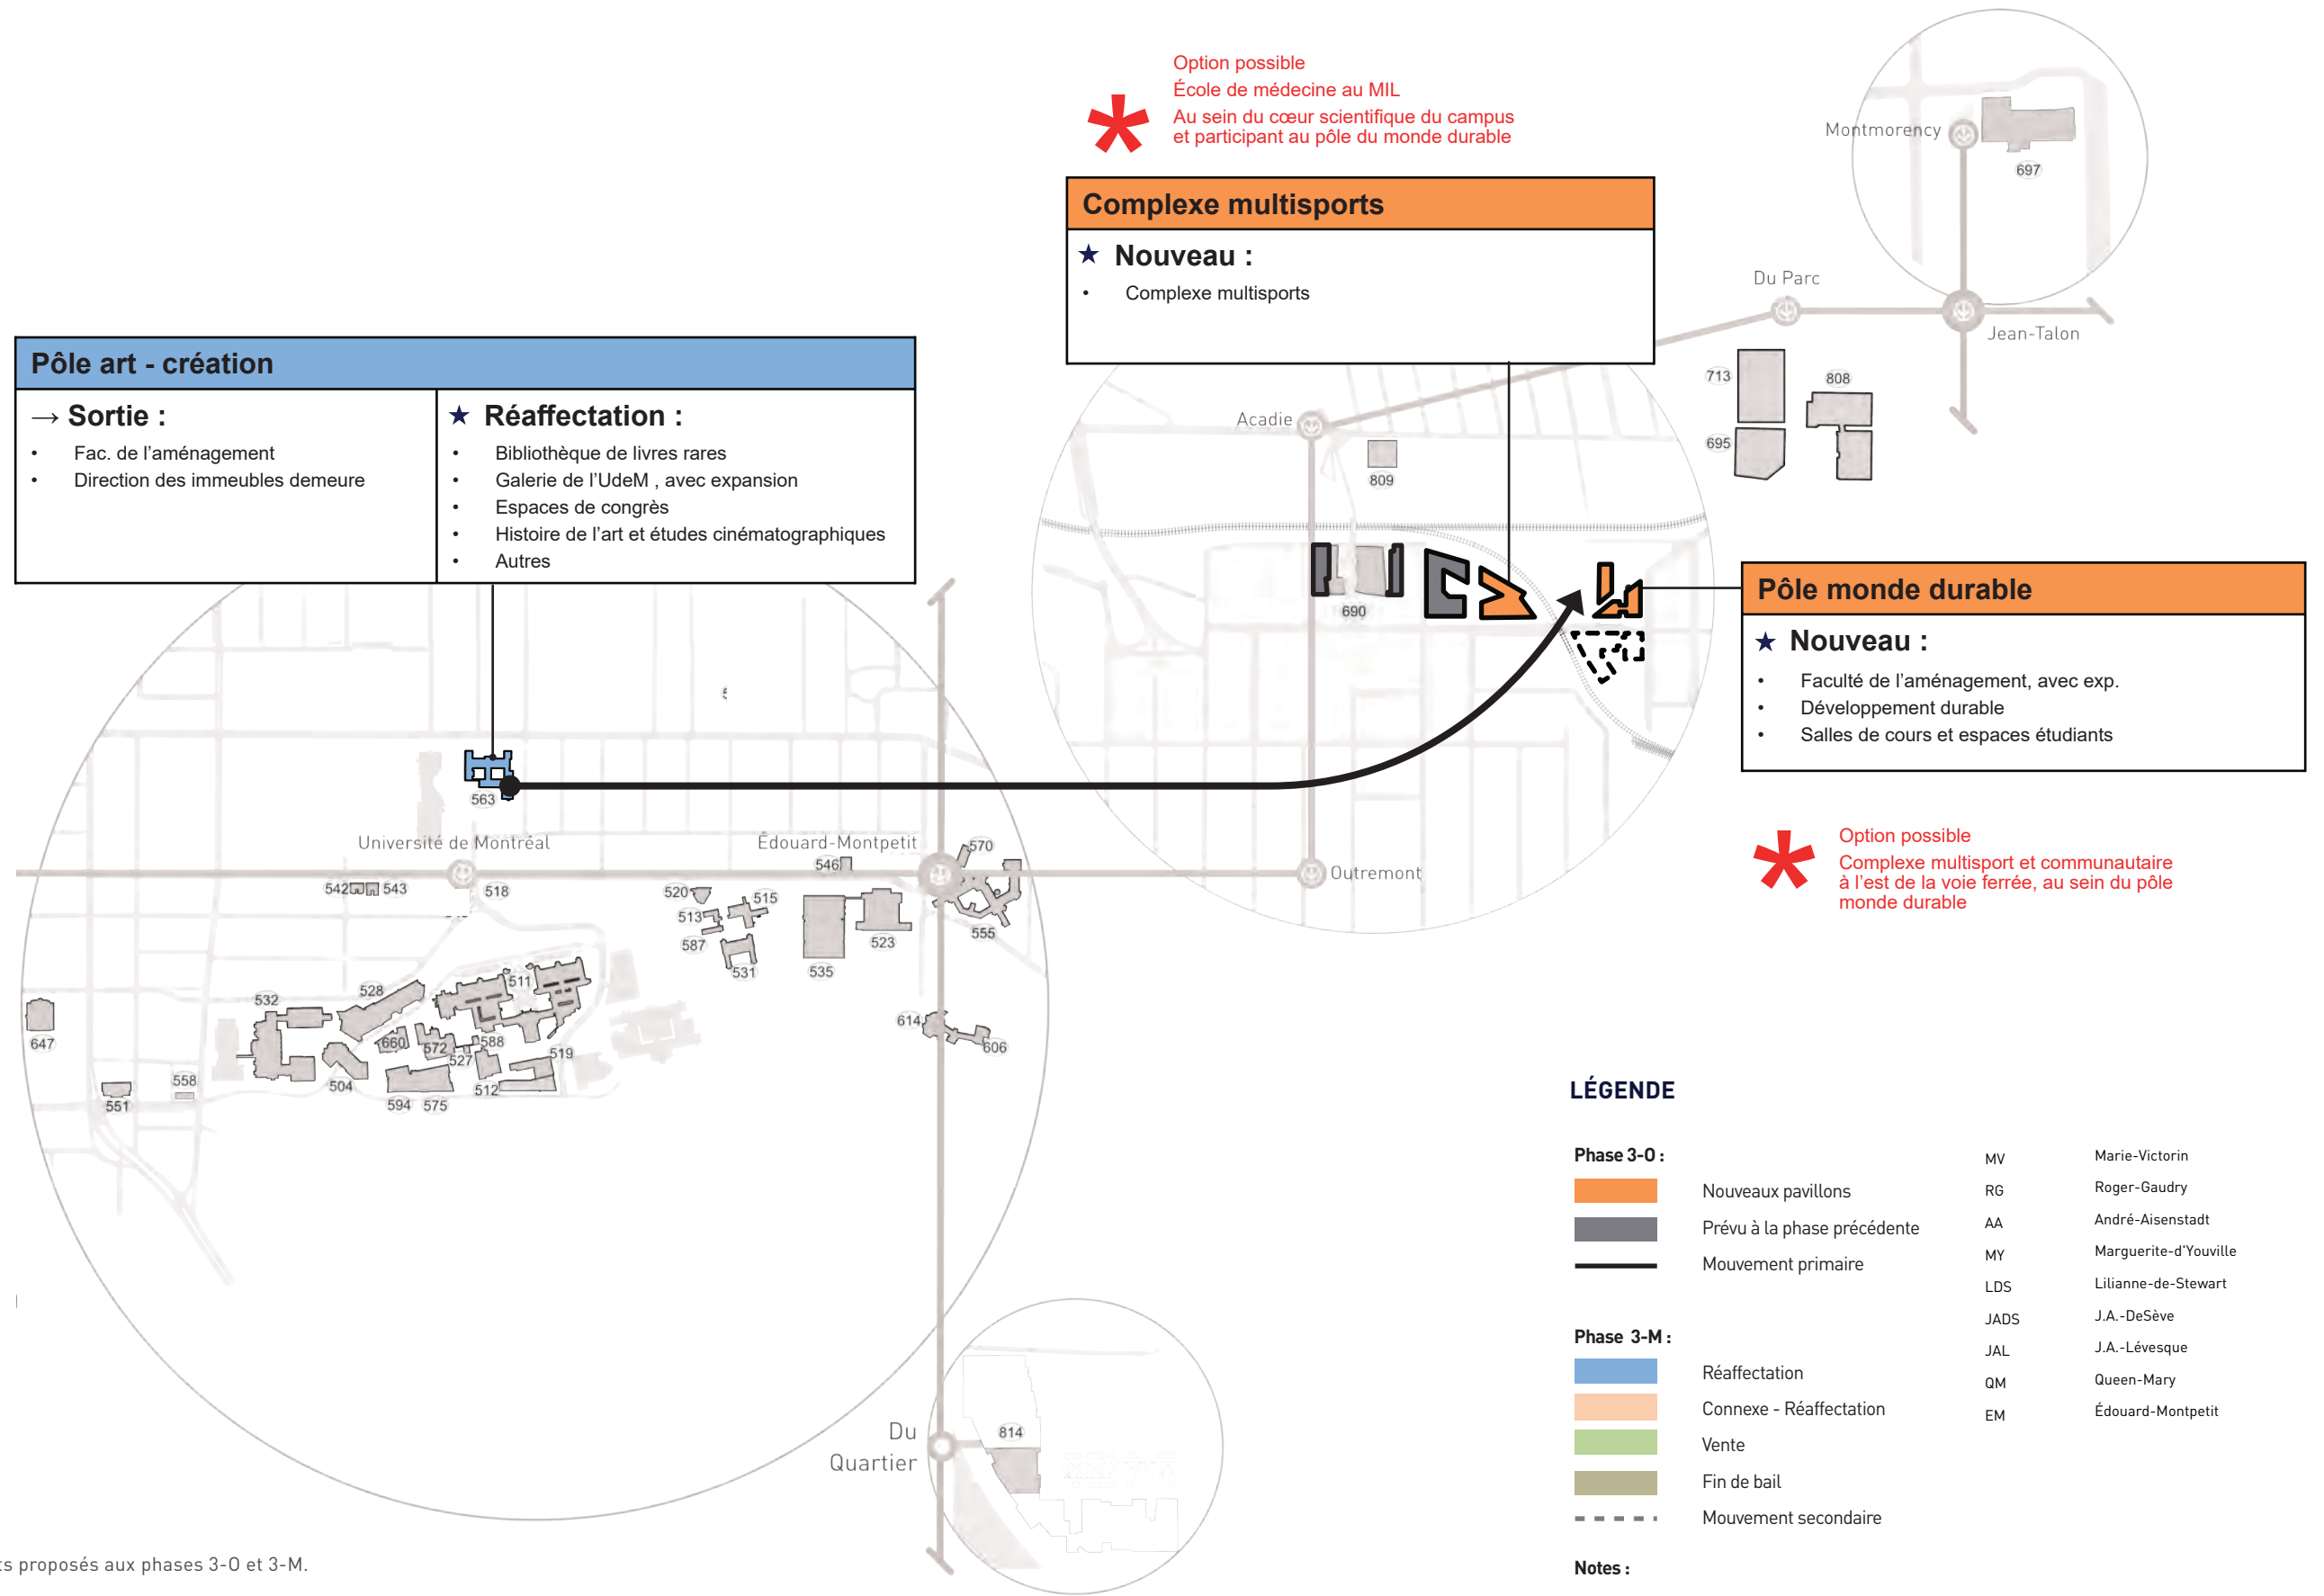 Option possible
École de médecine au MIL
Au sein du cœur scientifique du campus
et participant au pôle du monde durable
Complexe multisports
★ Nouveau :
• Complexe multisports
Montmorency
697
Du Parc
Jean-Talon
713
808
695
Pôle art - création
→ Sortie :
• Fac. de l'aménagement
• Direction des immeubles demeure
★ Réaffectation :
• Bibliothèque de livres rares
• Galerie de l'UdeM , avec expansion
• Espaces de congrès
• Histoire de l'art et études cinématographiques
• Autres
Acadie
809
690
Pôle monde durable
★ Nouveau :
• Faculté de l'aménagement, avec exp.
• Développement durable
• Salles de cours et espaces étudiants
Option possible
Complexe multisport et communautaire
à l'est de la voie ferrée, au sein du pôle
monde durable
563
Université de Montréal
Édouard-Montpetit
Outremont
570
546
542
543
518
520
515
513
587
531
535
523
555
511
528
532
647
660
572
588
527
519
614
606
504
512
558
551
594
575
Du
Quartier
814
LÉGENDE
Phase 3-O :
Nouveaux pavillons
Prévu à la phase précédente
Mouvement primaire
Phase 3-M :
Réaffectation
Connexe - Réaffectation
Vente
Fin de bail
Mouvement secondaire
Notes :
MV Marie-Victorin
RG Roger-Gaudry
AA André-Aisenstadt
MY Marguerite-d'Youville
LDS Lilianne-de-Stewart
JADS J.A.-DeSève
JAL J.A.-Lévesque
QM Queen-Mary
EM Édouard-Montpetit
ts proposés aux phases 3-O et 3-M.